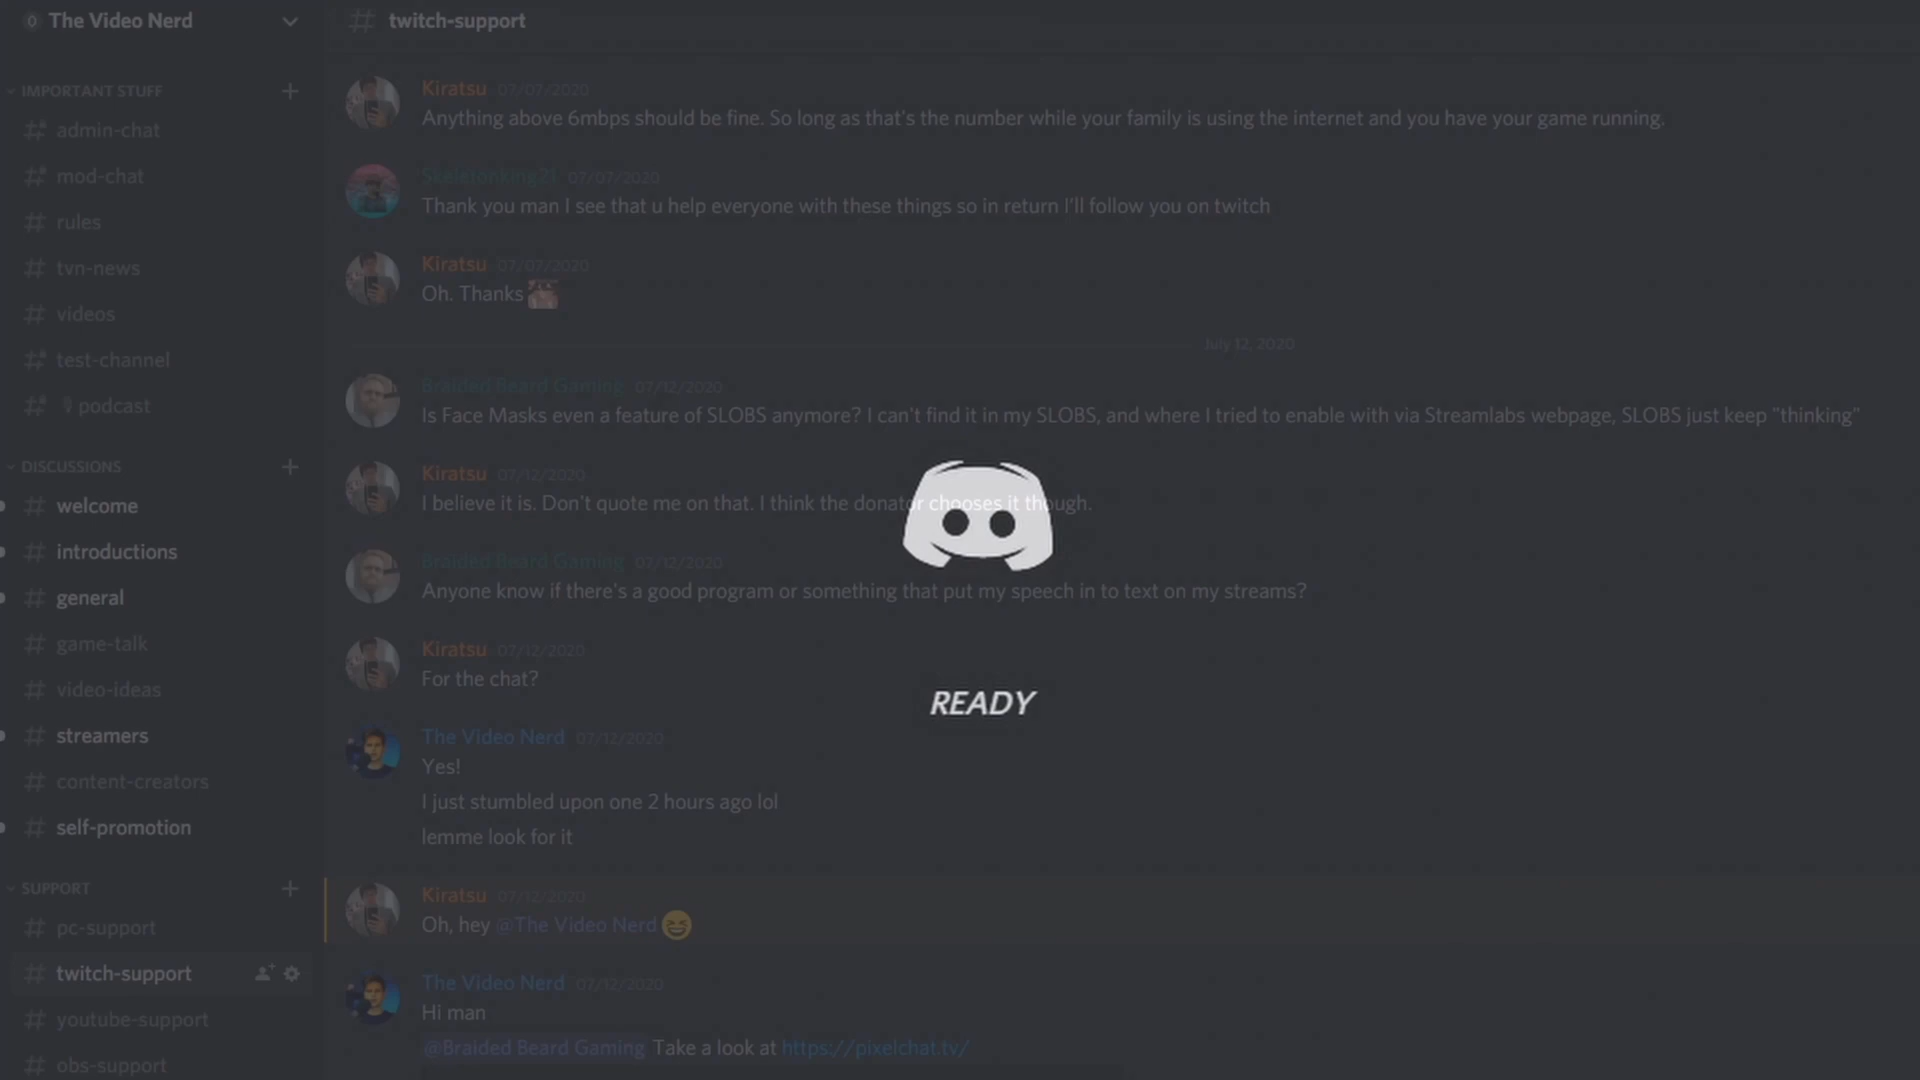 The Video Nerd
IMPORTANT STUFF
admin-chat
mod-chat
rules
tvn-news
videos
test-channel
podcast
DISCUSSIONS
welcome
introductions
general
game-talk
video-ideas
streamers
content-creators
self-promotion
SUPPORT
pc-support
twitch-support
youtube-support
obs-support
twitch-support
Kiratsu 07/07/2020
Anything above 6mbps should be fine. So long as that's the number while your family is using the internet and you have your game running.
Skeletonking21 07/07/2020
Thank you man I see that u help everyone with these things so in return I'll follow you on twitch
Kiratsu 07/07/2020
Oh. Thanks
July 12, 2020
Braided Beard Gaming 07/12/2020
Is Face Masks even a feature of SLOBS anymore? I can't find it in my SLOBS, and where I tried to enable with via Streamlabs webpage, SLOBS just keep "thinking"
Kiratsu 07/12/2020
I believe it is. Don't quote me on that. I think the donator chooses it though.
Braided Beard Gaming 07/12/2020
Anyone know if there's a good program or something that put my speech in to text on my streams?
Kiratsu 07/12/2020
For the chat?
READY
The Video Nerd 07/12/2020
Yes!
I just stumbled upon one 2 hours ago lol
lemme look for it
Kiratsu 07/12/2020
Oh, hey @The Video Nerd
The Video Nerd 07/12/2020
Hi man
@Braided Beard Gaming Take a look at https://pixelchat.tv/